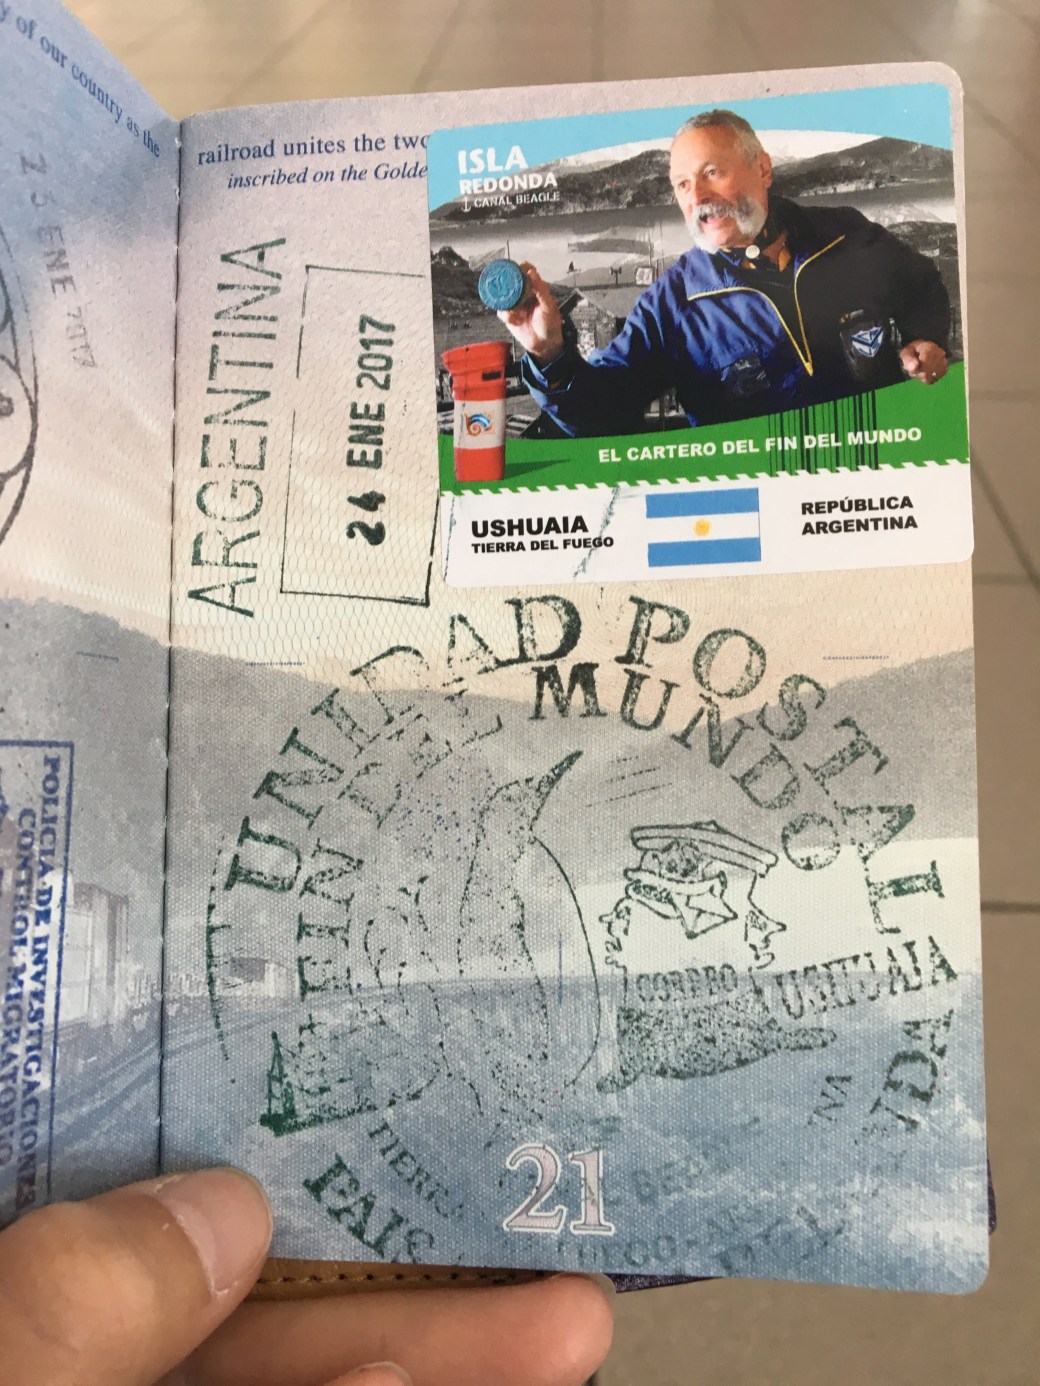 y of our country as the
25 ENE 2017
POLICIA DE INVESTIGACIONES
CONTROL MIGRATORIO
railroad unites the two
inscribed on the Golde
ARGENTINA
24 ENE 2017
ISLA
REDONDA
CANAL BEAGLE
EL CARTERO DEL FIN DEL MUNDO
USHUAIA
TIERRA DEL FUEGO
REPÚBLICA
ARGENTINA
UNIDAD POSTAL
FIN DEL MUNDO
CORREO USHUAIA
TIERRA
PAIS
21